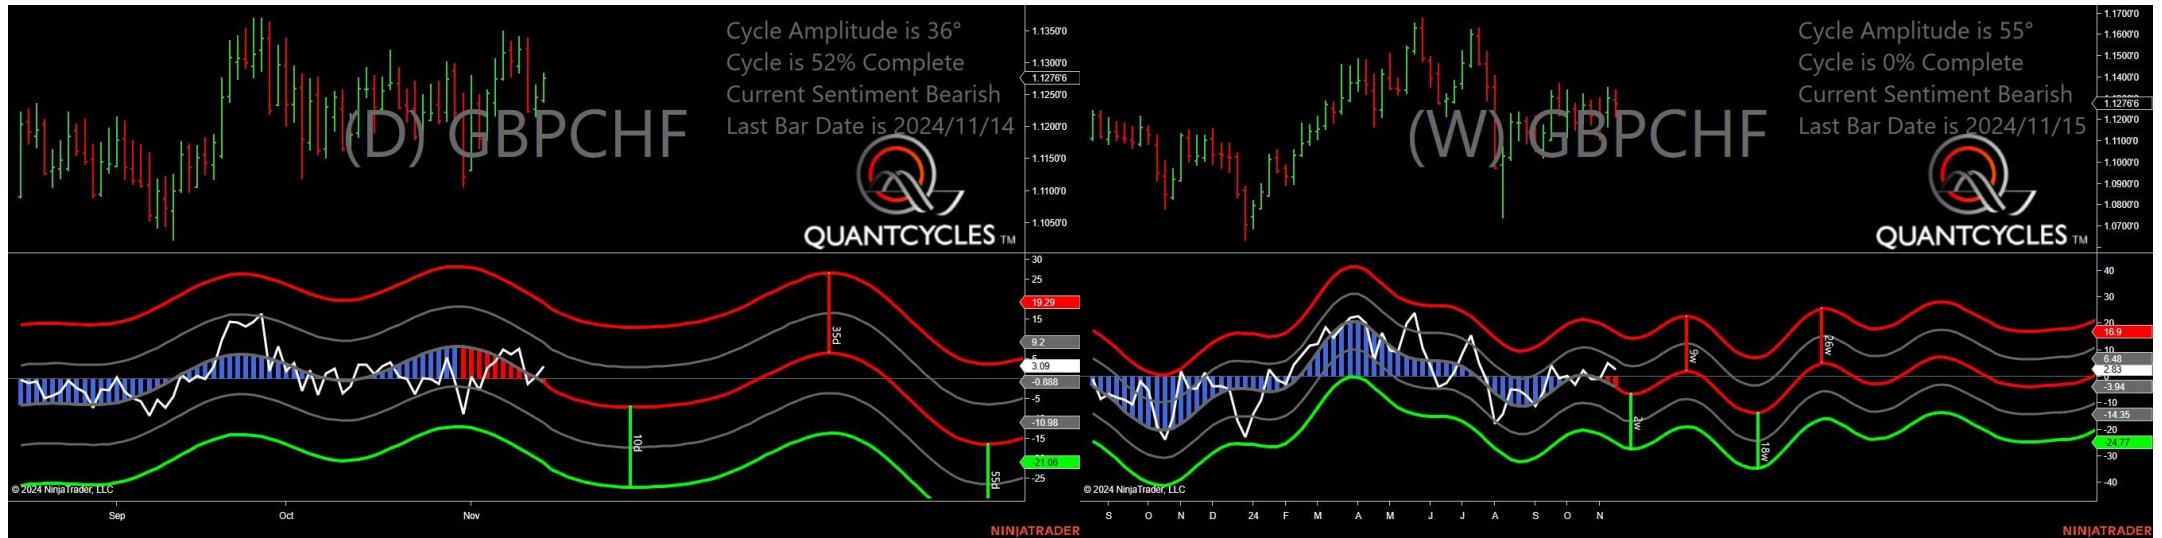 Cycle Amplitude is 36°
Cycle is 52% Complete
Current Sentiment Bearish
Last Bar Date is 2024/11/14
(D) GBPCHF
QUANTCYCLES TM
1.1350'0
1.1300'0
1.1276'6
1.1250'0
1.1200'0
1.1150'0
1.1100'0
1.1050'0
30
25
19.29
15
9.2
5
3.09
-0.888
-5
-10.98
-15
-21.06
-25
35d
10d
55d
© 2024 NinjaTrader, LLC
Sep
Oct
Nov
NINJATRADER
Cycle Amplitude is 55°
Cycle is 0% Complete
Current Sentiment Bearish
Last Bar Date is 2024/11/15
(W) GBPCHF
QUANTCYCLES TM
1.1700'0
1.1600'0
1.1500'0
1.1400'0
1.1276'6
1.1200'0
1.1100'0
1.1000'0
1.0900'0
1.0800'0
1.0700'0
40
30
20
16.9
10
6.48
2.83
0
-3.94
-10
-14.35
-20
-24.77
-30
-40
9w
26w
2w
18w
© 2024 NinjaTrader, LLC
S O N D 24 F M A M J J A S O N
NINJATRADER